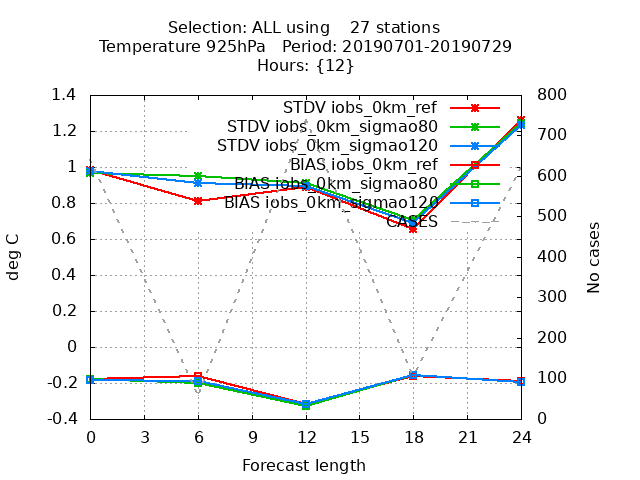 Selection: ALL using    27 stations
Temperature 925hPa   Period: 20190701-20190729
Hours: {12}
STDV iobs_0km_ref
STDV iobs_0km_sigmao80
STDV iobs_0km_sigmao120
BIAS iobs_0km_ref
BIAS iobs_0km_sigmao80
BIAS iobs_0km_sigmao120
CASES
deg C
1.4
1.2
1
0.8
0.6
0.4
0.2
0
-0.2
-0.4
800
700
600
500
400
300
200
100
0
No cases
0 3 6 9 12 15 18 21 24
Forecast length